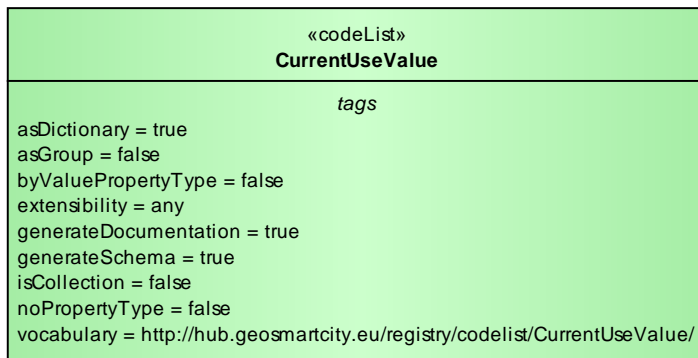 «codeList»
CurrentUseValue
tags
asDictionary = true
asGroup = false
byValuePropertyType = false
extensibility = any
generateDocumentation = true
generateSchema = true
isCollection = false
noPropertyType = false
vocabulary = http://hub.geosmartcity.eu/registry/codelist/CurrentUseValue/